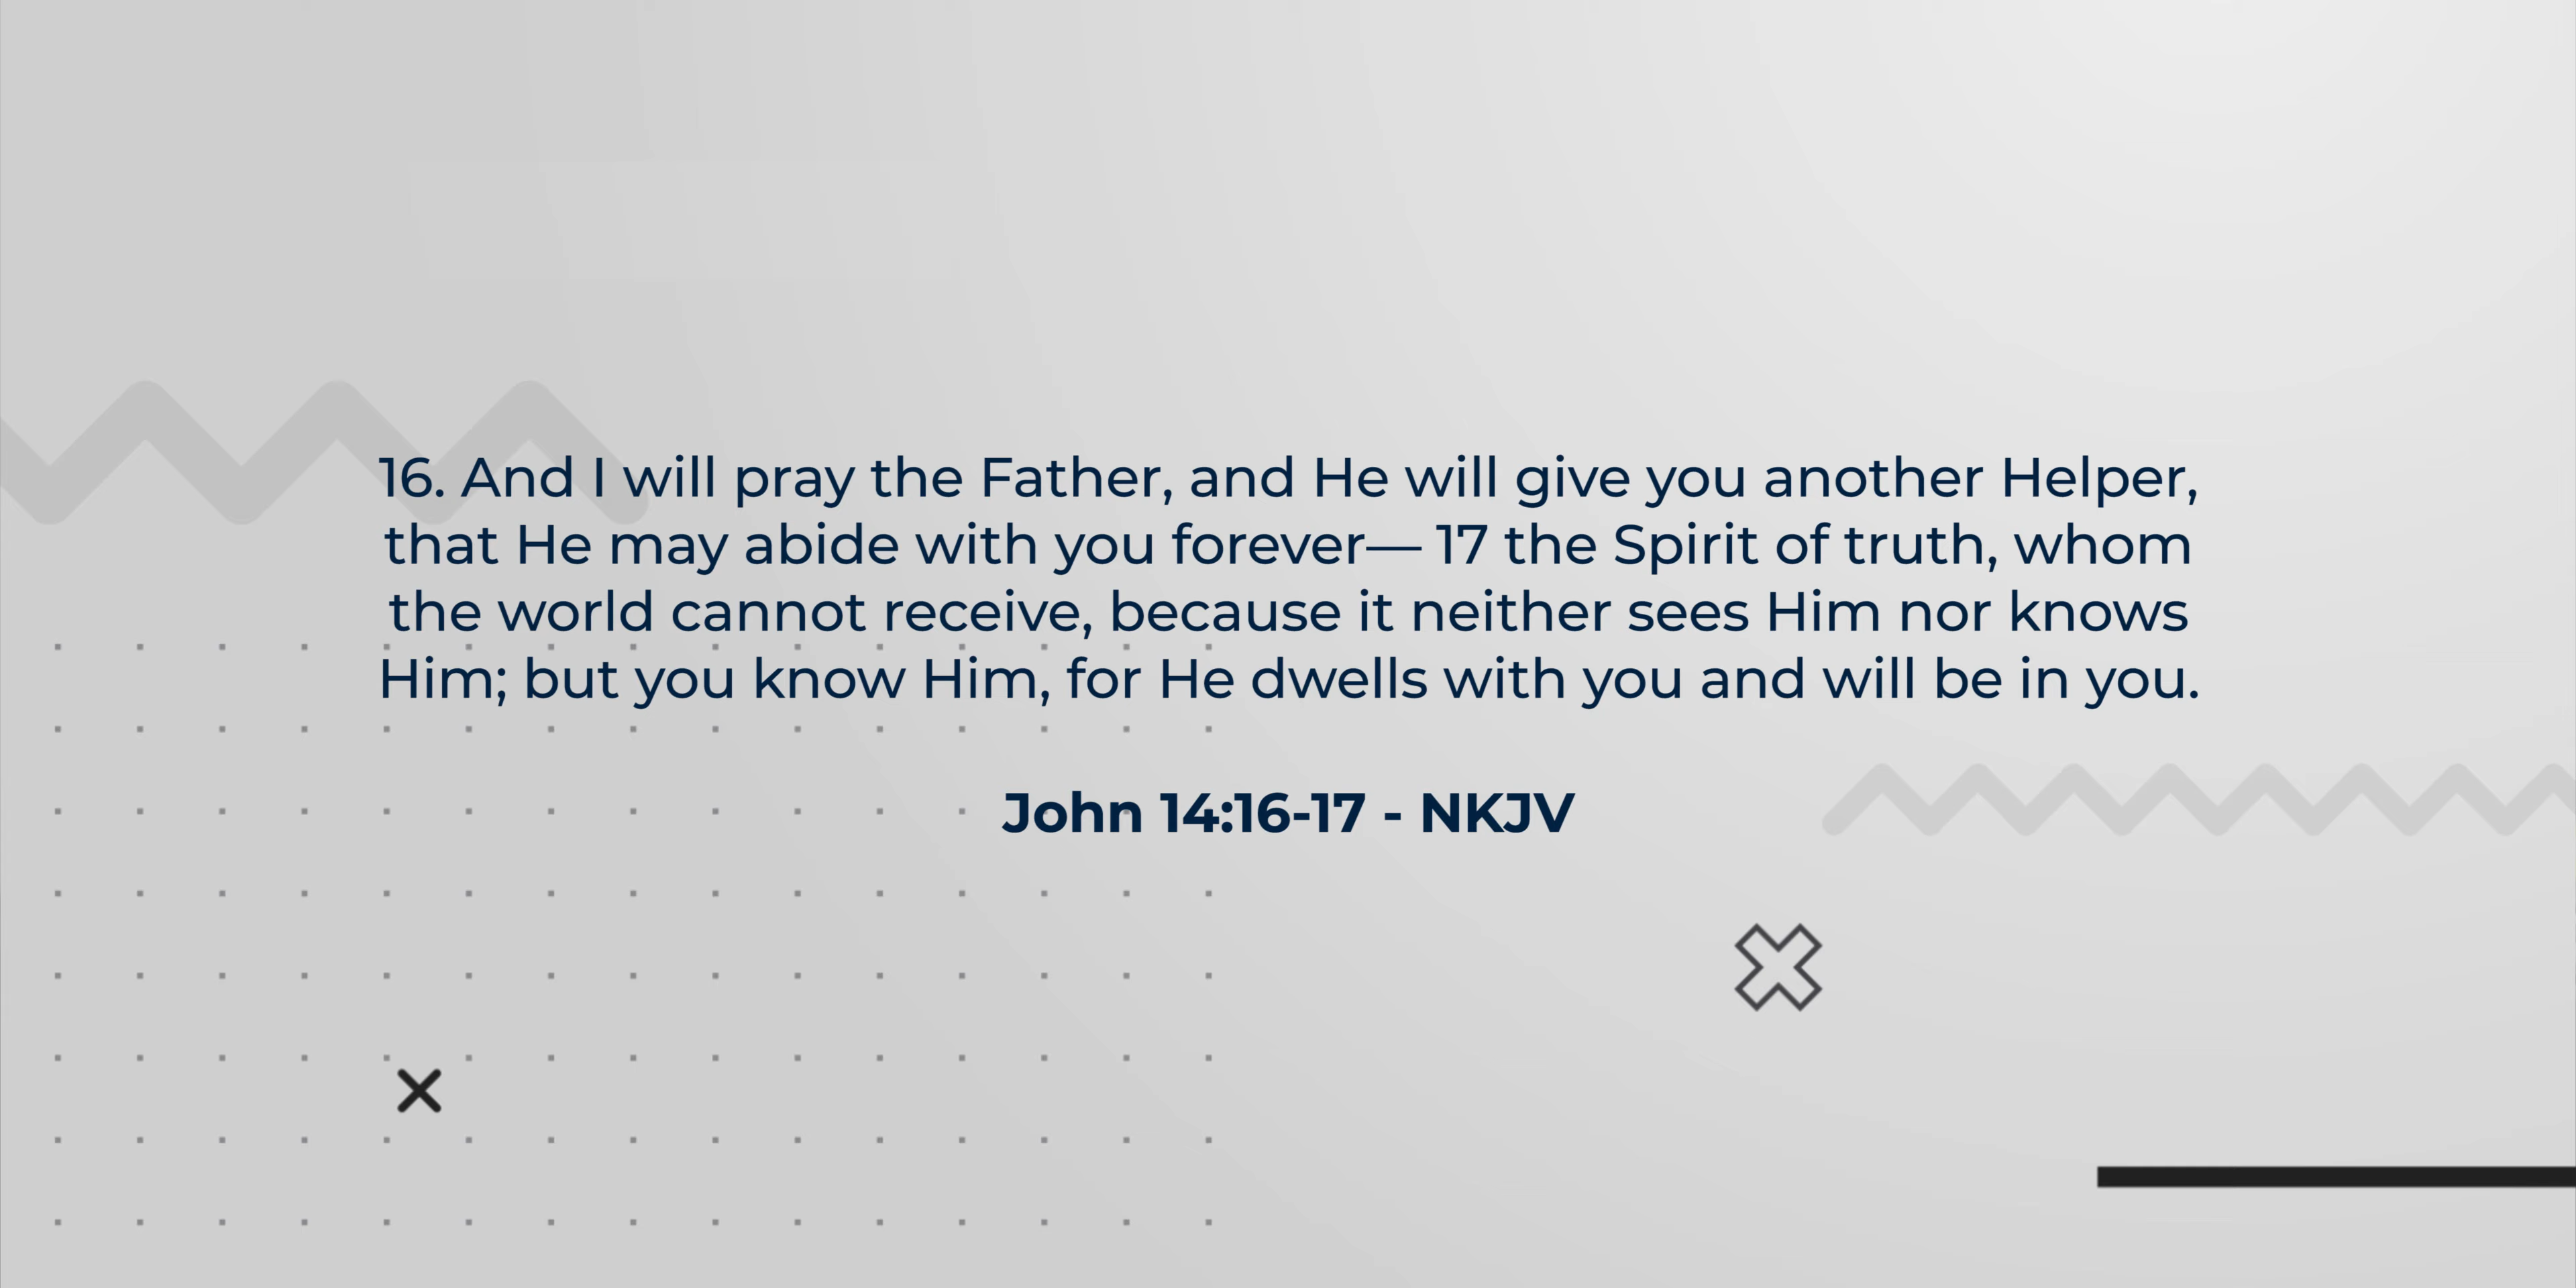 16. And I will pray the Father, and He will give you another Helper,
that He may abide with you forever— 17 the Spirit of truth, whom
the world cannot receive, because it neither sees Him nor knows
Him; but you know Him, for He dwells with you and will be in you.
John 14:16-17 - NKJV